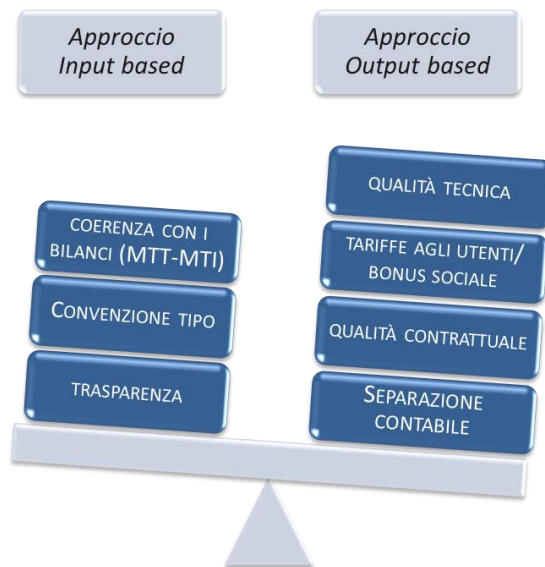 Approccio
Input based
Approccio
Output based
COERENZA CON I
BILANCI (MTT-MTI)
CONVENZIONE TIPO
TRASPARENZA
QUALITÀ TECNICA
TARIFFE AGLI UTENTI/
BONUS SOCIALE
QUALITÀ CONTRATTUALE
SEPARAZIONE
CONTABILE